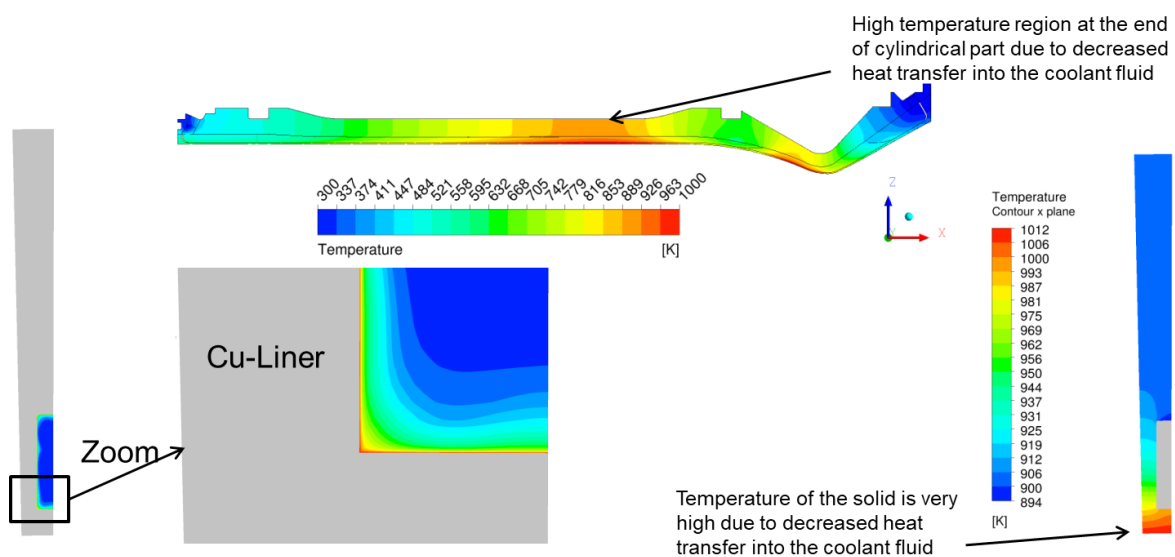 High temperature region at the end
of cylindrical part due to decreased
heat transfer into the coolant fluid
300
337
374
411
447
484
521
558
595
632
668
705
742
779
816
853
889
926
963
1000
Temperature
[K]
Z
X
Y
Temperature
Contour x plane
1012
1006
1000
993
987
981
975
969
962
956
950
944
937
931
925
919
912
906
900
894
[K]
Cu-Liner
Zoom
Temperature of the solid is very
high due to decreased heat
transfer into the coolant fluid